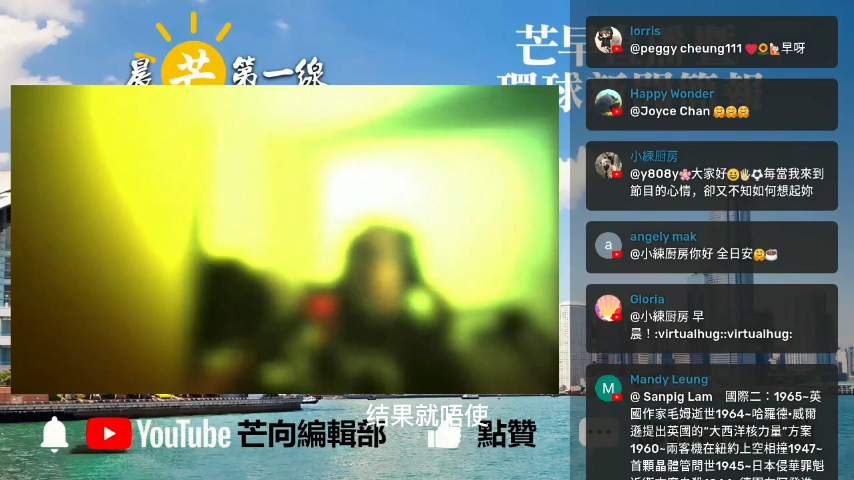 晨 芒 第一線
芒早
環球
lorris
@peggy cheung111 ❤️🌻🙋早呀
Happy Wonder
@Joyce Chan 🤗🤗🤗
小練厨房
@y808y🌸大家好😄🖐️⚽每當我來到
節目的心情，卻又不知如何想起妳
a
angely mak
@小練厨房你好 全日安🤗☕
Gloria
@小練厨房 早
晨！:virtualhug::virtualhug:
M
Mandy Leung
@ Sanpig Lam 國際二：1965~英
國作家毛姆逝世1964~哈羅德•威爾
遜提出英國的“大西洋核力量”方案
1960~兩客機在紐約上空相撞1947~
首顆晶體管問世1945~日本侵華罪魁
結果就唔使
YouTube 芒向編輯部 點贊